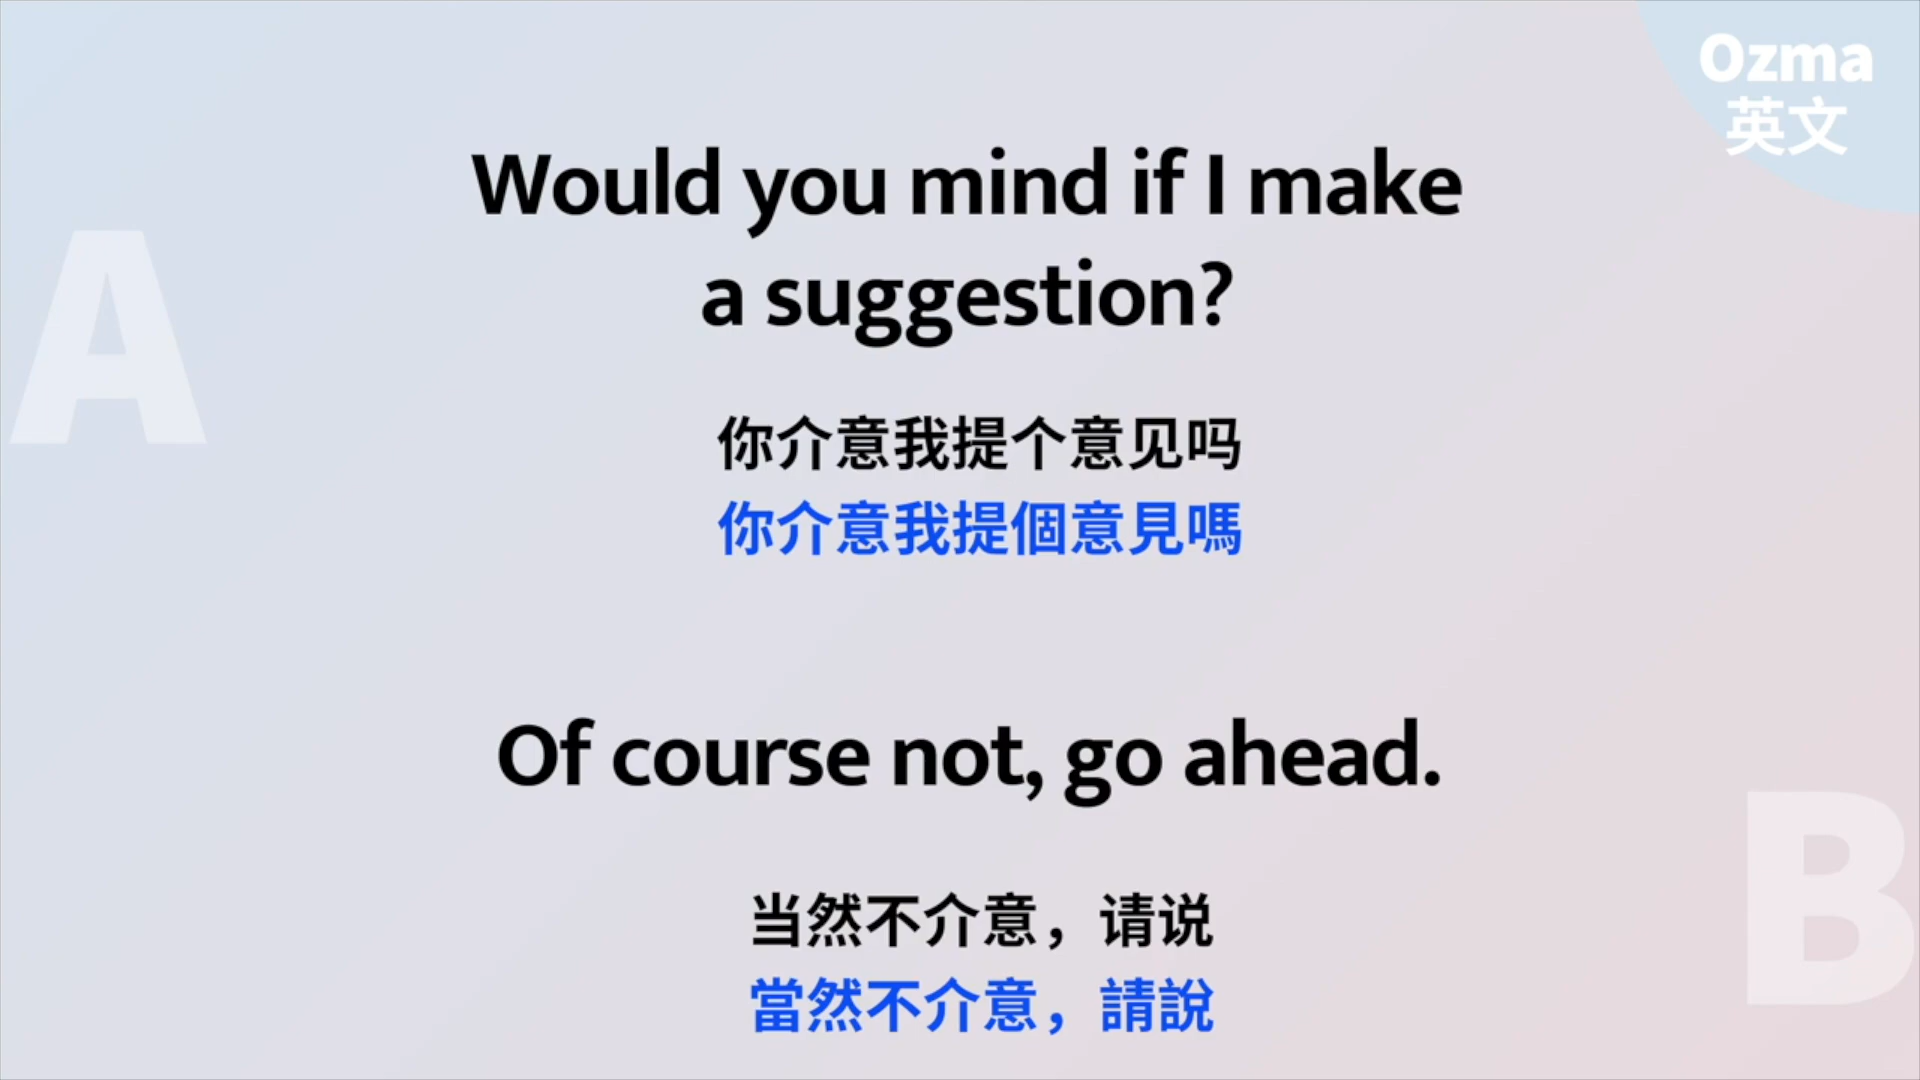 Ozma
英文
A
Would you mind if I make
a suggestion?
你介意我提个意见吗
你介意我提個意見嗎
Of course not, go ahead.
B
当然不介意，请说
當然不介意，請說